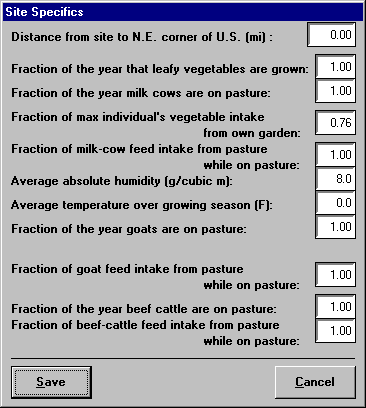 Site Specifics
Distance from site to N.E. corner of U.S. (mi) : 0.00
Fraction of the year that leafy vegetables are grown: 1.00
Fraction of the year milk cows are on pasture: 1.00
Fraction of max individual's vegetable intake
from own garden: 0.76
Fraction of milk-cow feed intake from pasture
while on pasture: 1.00
Average absolute humidity (g/cubic m): 8.0
Average temperature over growing season (F): 0.0
Fraction of the year goats are on pasture: 1.00
Fraction of goat feed intake from pasture
while on pasture: 1.00
Fraction of the year beef cattle are on pasture: 1.00
Fraction of beef-cattle feed intake from pasture
while on pasture: 1.00
Save Cancel